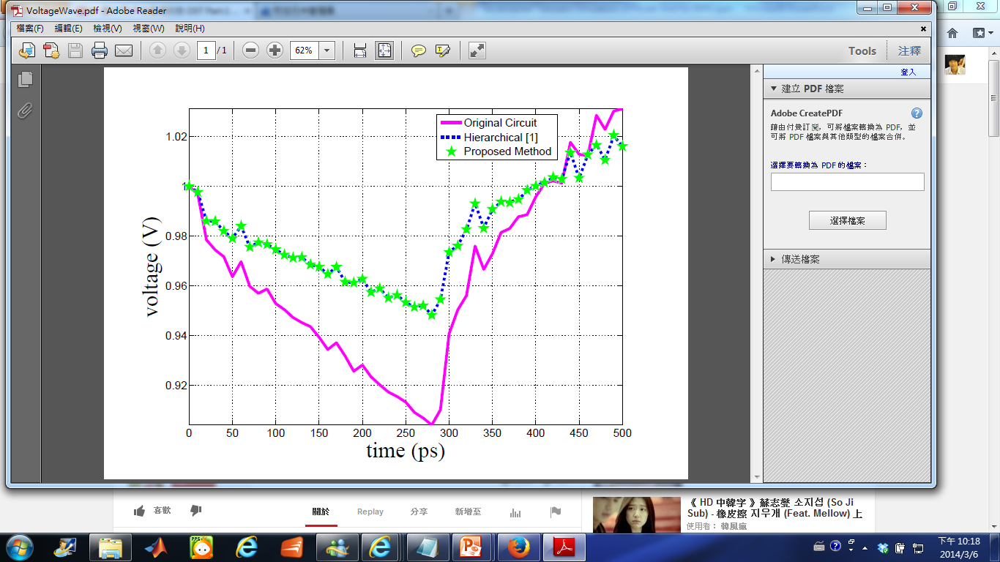 VoltageWave.pdf - Adobe Reader
檔案(F) 編輯(E) 檢視(V) 視窗(W) 說明(H)
1 / 1 62% Tools 注釋
登入
建立 PDF 檔案
Adobe CreatePDF
藉由付費訂閱，可將檔案轉換為 PDF，並
可將 PDF 檔案與其他類型的檔案合併。
選擇要轉換為 PDF 的檔案：
選擇檔案
傳送檔案
Original Circuit
Hierarchical [1]
Proposed Method
1.02
1
0.98
0.96
0.94
0.92
voltage (V)
0 50 100 150 200 250 300 350 400 450 500
time (ps)
喜歡 關於 Replay 分享 新增至
《 HD 中韓字 》蘇志燮 소지섭 (So Ji
Sub) - 橡皮擦 지우개 (Feat. Mellow) 上
使用者： 韓風瘋
下午 10:18
2014/3/6